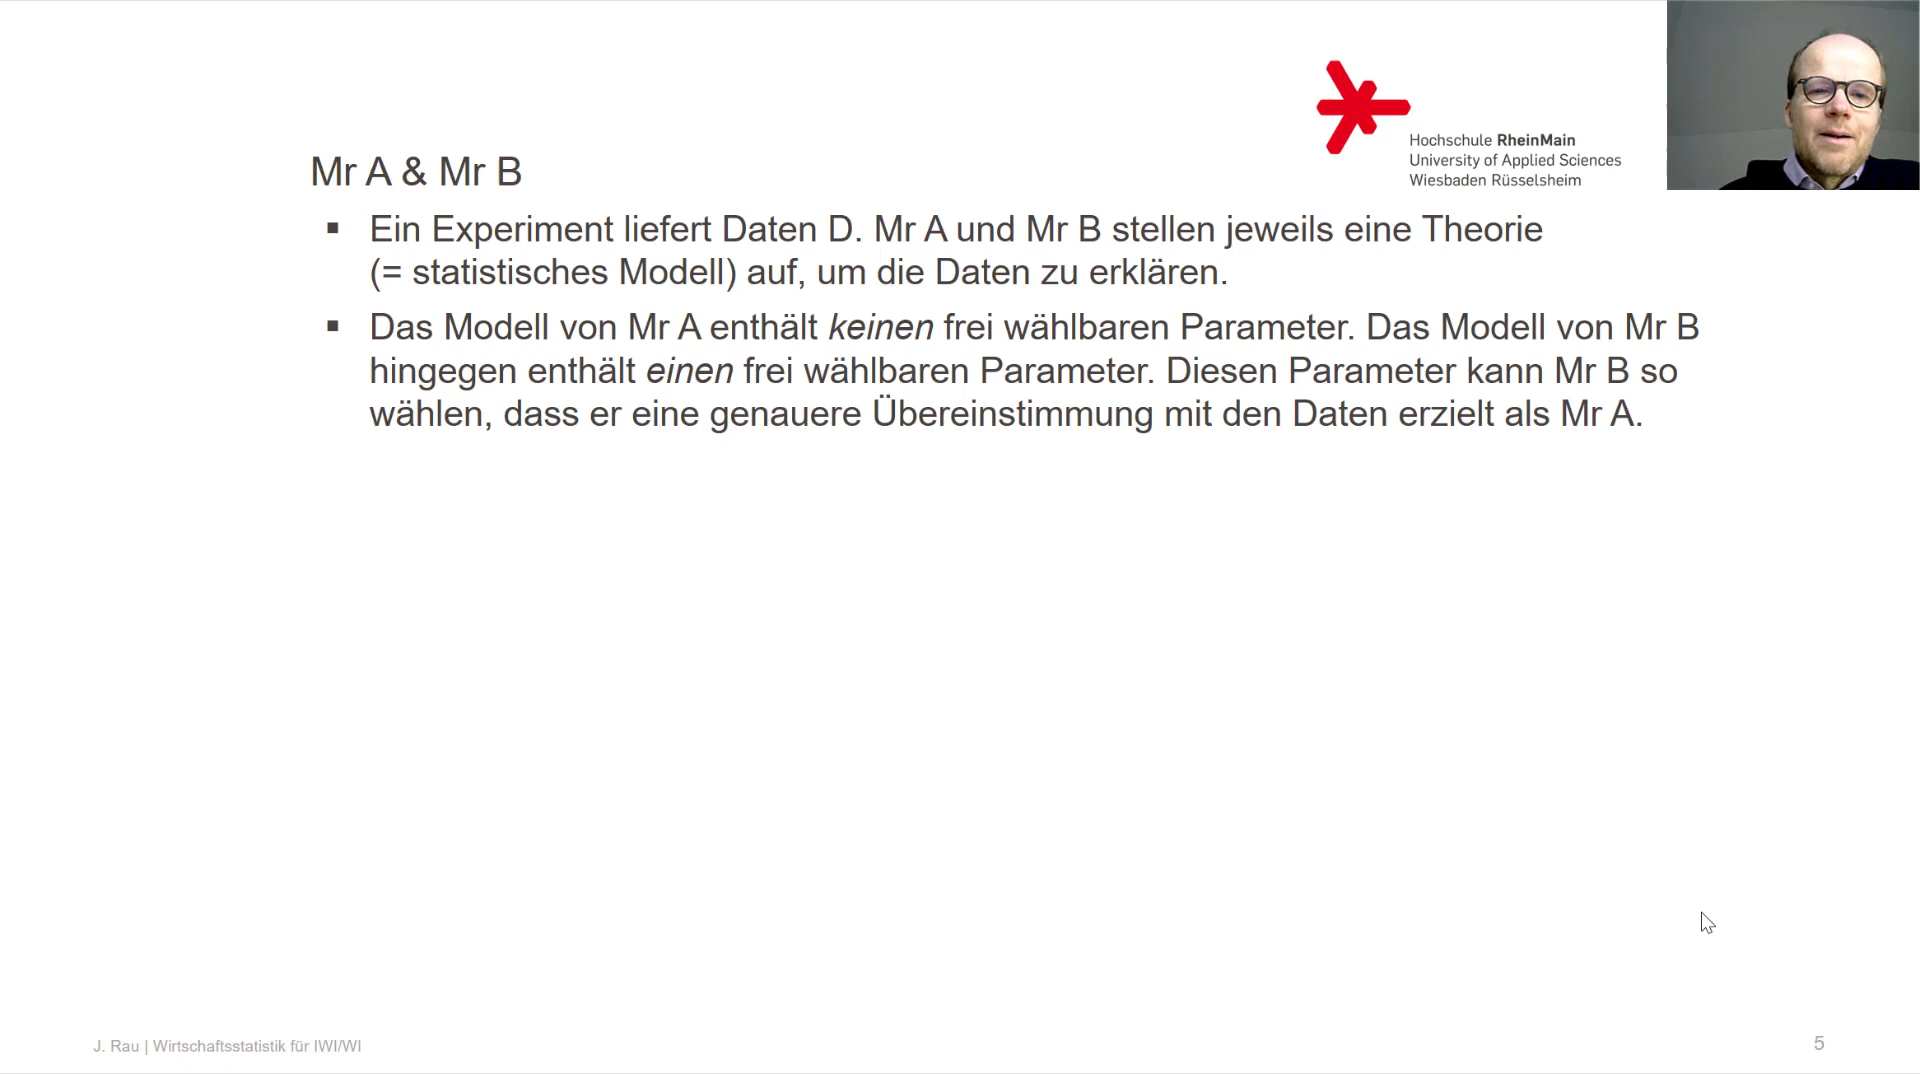 Hochschule RheinMain
University of Applied Sciences
Wiesbaden Rüsselsheim
Mr A & Mr B
▪ Ein Experiment liefert Daten D. Mr A und Mr B stellen jeweils eine Theorie
(= statistisches Modell) auf, um die Daten zu erklären.
▪ Das Modell von Mr A enthält keinen frei wählbaren Parameter. Das Modell von Mr B
hingegen enthält einen frei wählbaren Parameter. Diesen Parameter kann Mr B so
wählen, dass er eine genauere Übereinstimmung mit den Daten erzielt als Mr A.
J. Rau | Wirtschaftsstatistik für IWI/WI
5